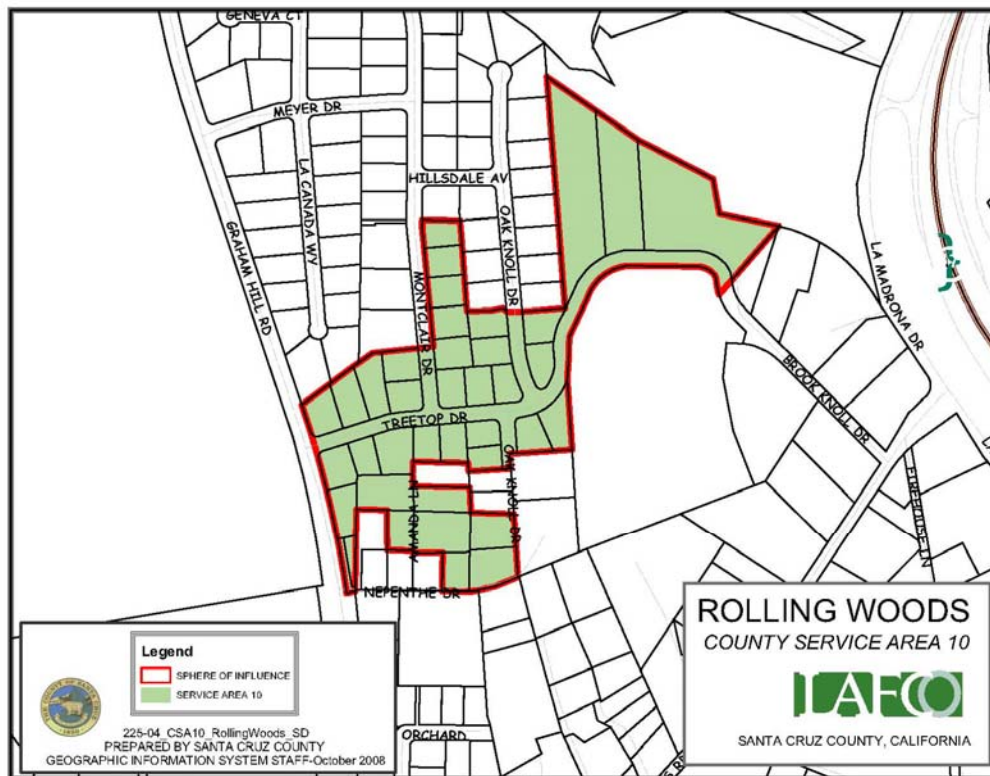 GENEVA CT
MEYER DR
LA CANADA WY
HILLSDALE AV
OAK KNOLL DR
GRAHAM HILL RD
MONTCLAIR DR
LA MADRONA DR
TREETOP DR
BROOK KNOLL DR
OAK KNOLL DR
AMANDA LN
FIREHOUSE LN
NEPENTHE DR
ORCHARD
Legend
SPHERE OF INFLUENCE
SERVICE AREA 10
225-04_CSA10_RollingWoods_SD
PREPARED BY SANTA CRUZ COUNTY
GEOGRAPHIC INFORMATION SYSTEM STAFF-October 2008
ROLLING WOODS
COUNTY SERVICE AREA 10
LAFCO
SANTA CRUZ COUNTY, CALIFORNIA